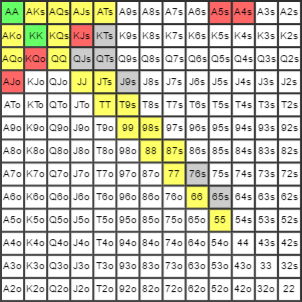 AA AKs AQs AJs ATs A9s A8s A7s A6s A5s A4s A3s A2s
AKo KK KQs KJs KTs K9s K8s K7s K6s K5s K4s K3s K2s
AQo KQo QQ QJs QTs Q9s Q8s Q7s Q6s Q5s Q4s Q3s Q2s
AJo KJo QJo JJ JTs J9s J8s J7s J6s J5s J4s J3s J2s
ATo KTo QTo JTo TT T9s T8s T7s T6s T5s T4s T3s T2s
A9o K9o Q9o J9o T9o 99 98s 97s 96s 95s 94s 93s 92s
A8o K8o Q8o J8o T8o 98o 88 87s 86s 85s 84s 83s 82s
A7o K7o Q7o J7o T7o 97o 87o 77 76s 75s 74s 73s 72s
A6o K6o Q6o J6o T6o 96o 86o 76o 66 65s 64s 63s 62s
A5o K5o Q5o J5o T5o 95o 85o 75o 65o 55 54s 53s 52s
A4o K4o Q4o J4o T4o 94o 84o 74o 64o 54o 44 43s 42s
A3o K3o Q3o J3o T3o 93o 83o 73o 63o 53o 43o 33 32s
A2o K2o Q2o J2o T2o 92o 82o 72o 62o 52o 42o 32o 22